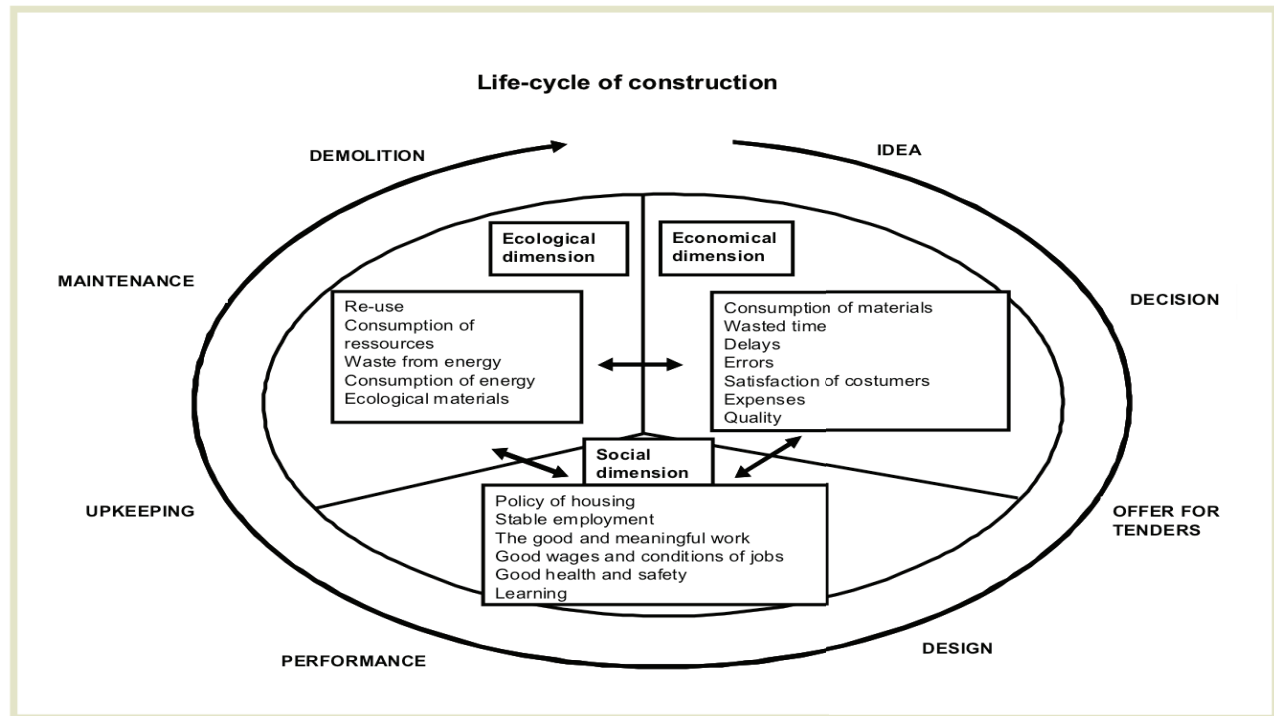 Life-cycle of construction
DEMOLITION
IDEA
MAINTENANCE
DECISION
Ecological
dimension
Economical
dimension
Re-use
Consumption of
ressources
Waste from energy
Consumption of energy
Ecological materials
Consumption of materials
Wasted time
Delays
Errors
Satisfaction of costumers
Expenses
Quality
Social
dimension
Policy of housing
Stable employment
The good and meaningful work
Good wages and conditions of jobs
Good health and safety
Learning
UPKEEPING
OFFER FOR
TENDERS
PERFORMANCE
DESIGN